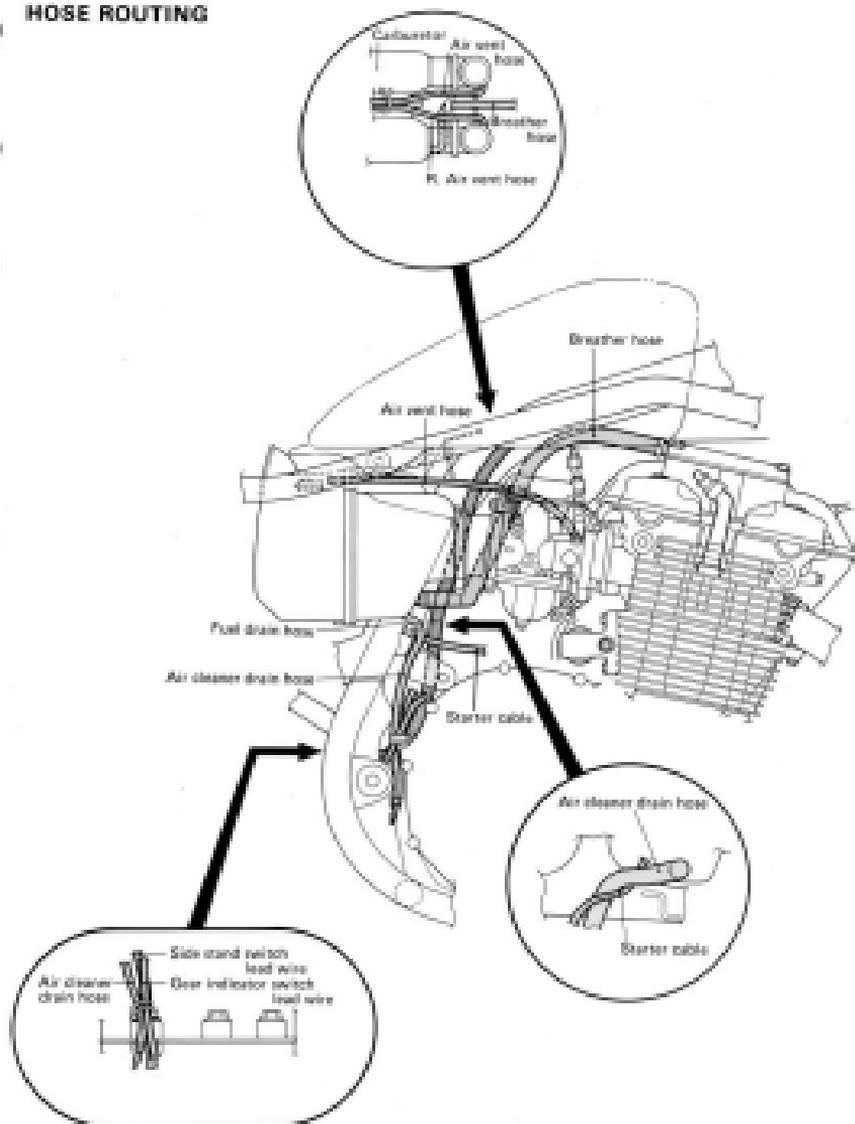 HOSE ROUTING
Carburetor
Air vent
hose
Breather
hose
R. Air vent hose
Breather hose
Air vent hose
Fuel drain hose
Air cleaner drain hose
Starter cable
Air cleaner drain hose
Starter cable
Side stand switch
lead wire
Air cleaner
drain hose
Gear indicator switch
lead wire